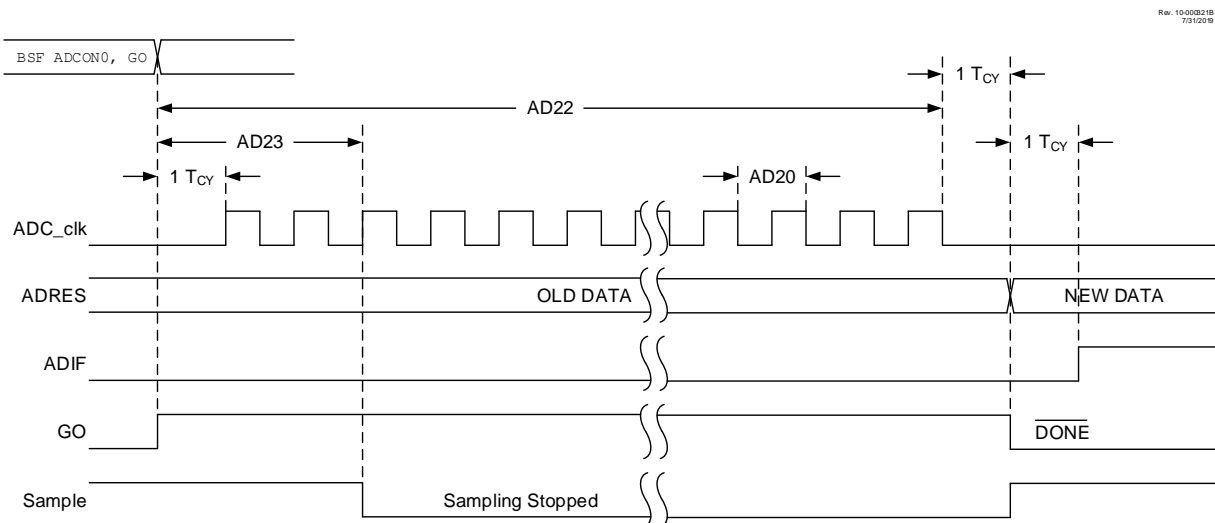 Rev. 10-000321B
7/31/2019
BSF ADCON0, GO
1 TCY
AD22
AD23
1 TCY
1 TCY
AD20
ADC_clk
ADRES
OLD DATA
NEW DATA
ADIF
GO
DONE
Sample
Sampling Stopped